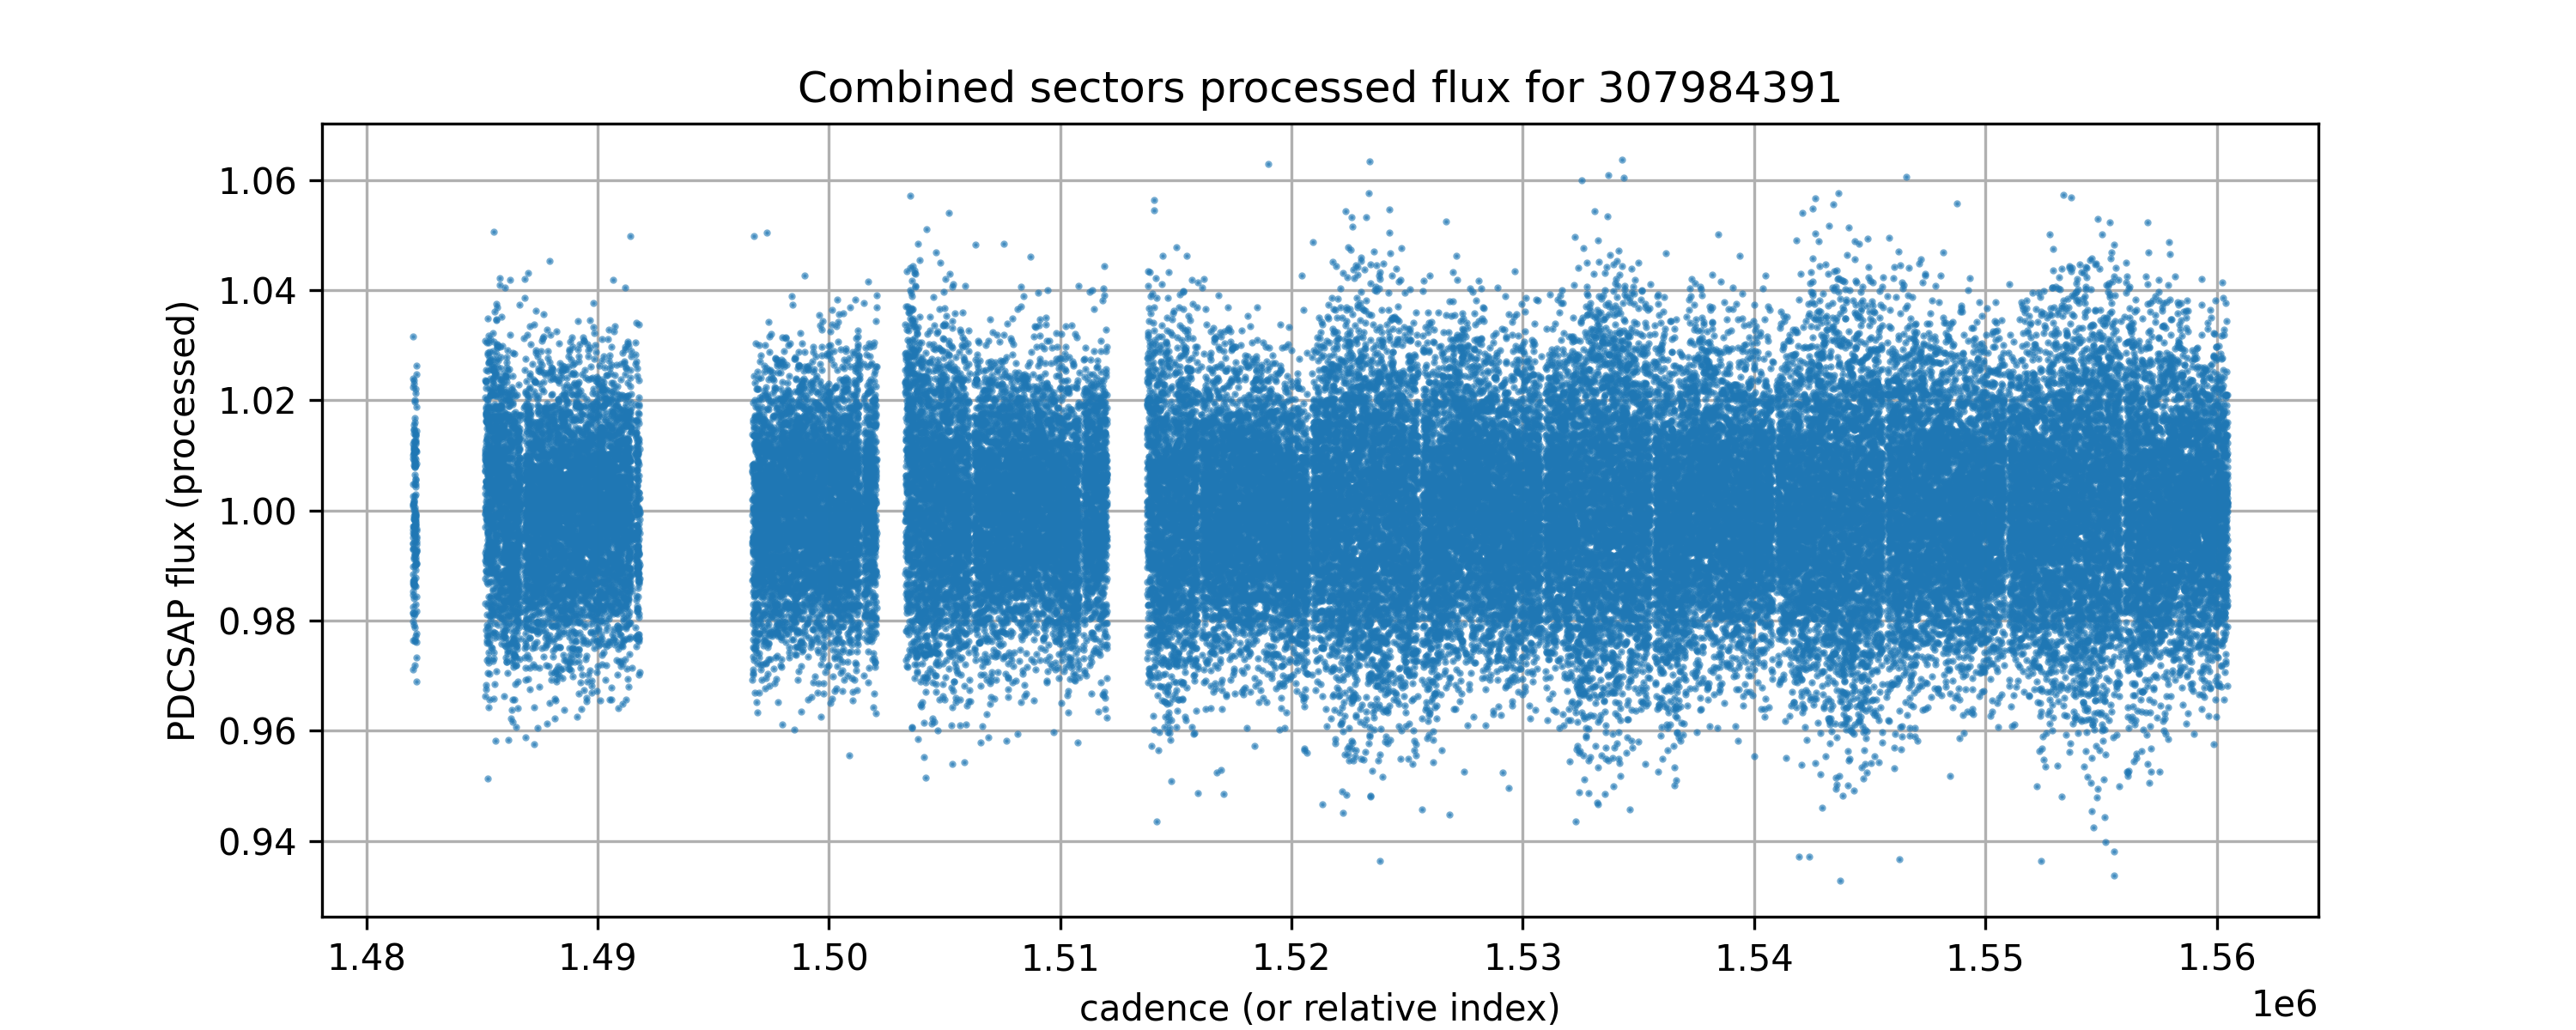 Combined sectors processed flux for 307984391
PDCSAP flux (processed)
1.06
1.04
1.02
1.00
0.98
0.96
0.94
1.48 1.49 1.50 1.51 1.52 1.53 1.54 1.55 1.56
1e6
cadence (or relative index)